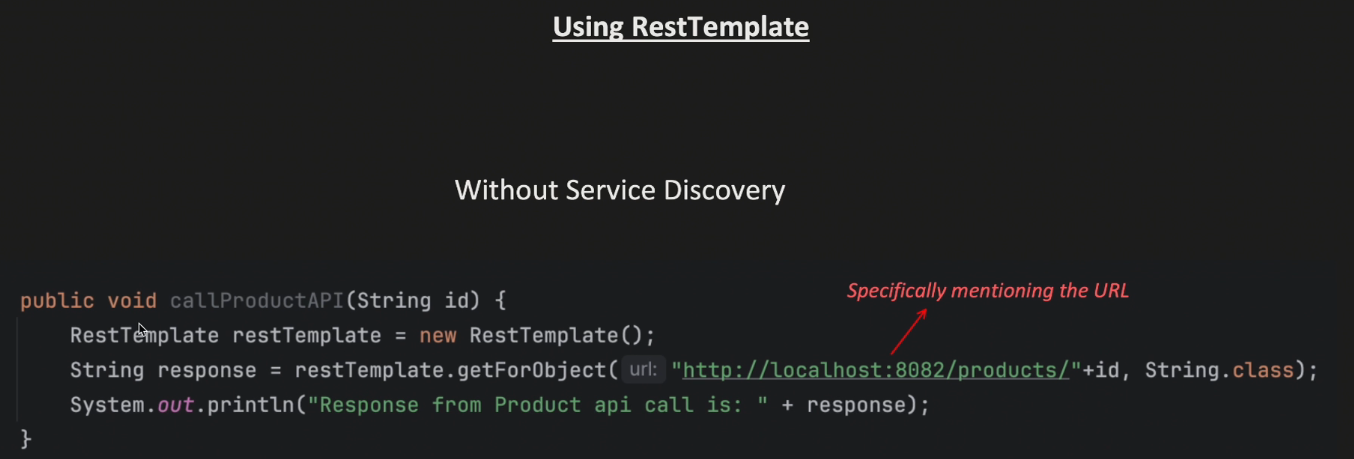 Using RestTemplate
Without Service Discovery
Specifically mentioning the URL
public void callProductAPI(String id) {
RestTemplate restTemplate = new RestTemplate();
String response = restTemplate.getForObject( url: "http://localhost:8082/products/"+id, String.class);
System.out.println("Response from Product api call is: " + response);
}